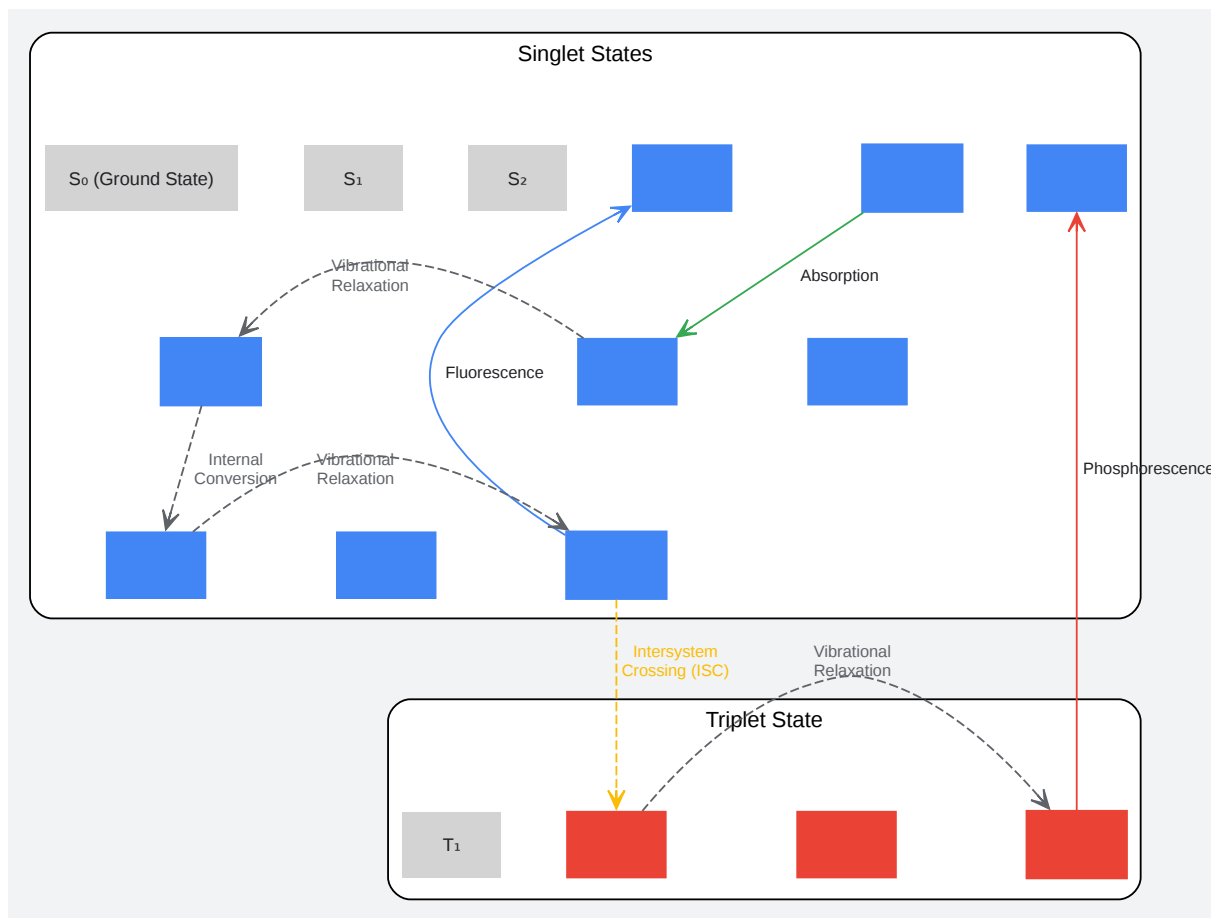 Singlet States
S₀ (Ground State)
S₁
S₂
Vibrational
Relaxation
Absorption
Fluorescence
Internal
Conversion
Vibrational
Relaxation
Phosphorescence
Intersystem
Crossing (ISC)
Vibrational
Relaxation
Triplet State
T₁